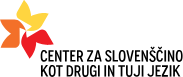 CENTER ZA SLOVENŠČINO
KOT DRUGI IN TUJI JEZIK